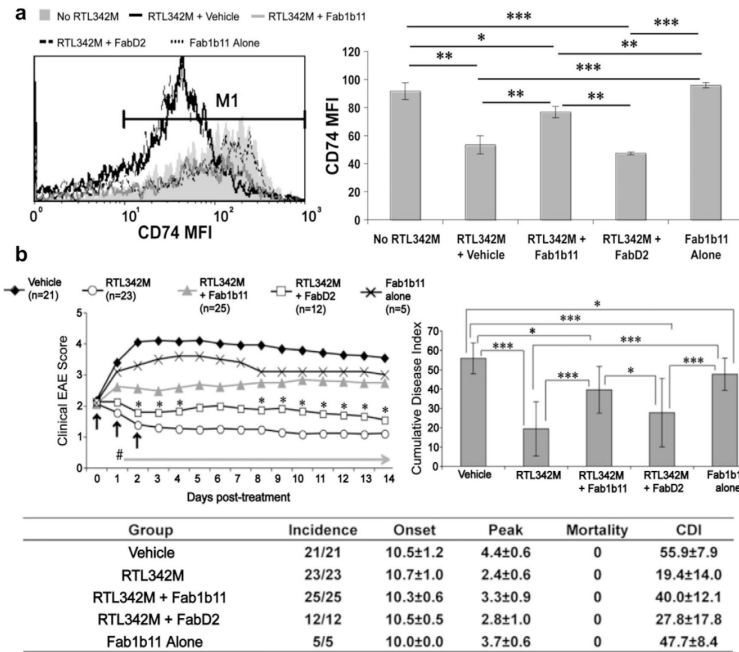 a
No RTL342M
RTL342M + Vehicle
RTL342M + Fab1b11
RTL342M + FabD2
Fab1b11 Alone
M1
10⁰ 10¹ 10² 10³
CD74 MFI
CD74 MFI
120
100
80
60
40
20
0
***
***
*
**
**
***
**
**
No RTL342M
RTL342M + Vehicle
RTL342M + Fab1b11
RTL342M + FabD2
Fab1b11 Alone
b
Vehicle (n=21)
RTL342M (n=23)
RTL342M + Fab1b11 (n=25)
RTL342M + FabD2 (n=12)
Fab1b11 alone (n=5)
Clinical EAE Score
5
4
3
2
1
0
* * * * * * * * * *
#
0 1 2 3 4 5 6 7 8 9 10 11 12 13 14
Days post-treatment
Cumulative Disease Index
70
60
50
40
30
20
10
0
*
***
*
***
***
***
*
***
Vehicle
RTL342M
RTL342M + Fab1b11
RTL342M + FabD2
Fab1b11 alone
Group Incidence Onset Peak Mortality CDI
Vehicle 21/21 10.5±1.2 4.4±0.6 0 55.9±7.9
RTL342M 23/23 10.7±1.0 2.4±0.6 0 19.4±14.0
RTL342M + Fab1b11 25/25 10.3±0.6 3.3±0.9 0 40.0±12.1
RTL342M + FabD2 12/12 10.5±0.5 2.8±1.0 0 27.8±17.8
Fab1b11 Alone 5/5 10.0±0.0 3.7±0.6 0 47.7±8.4